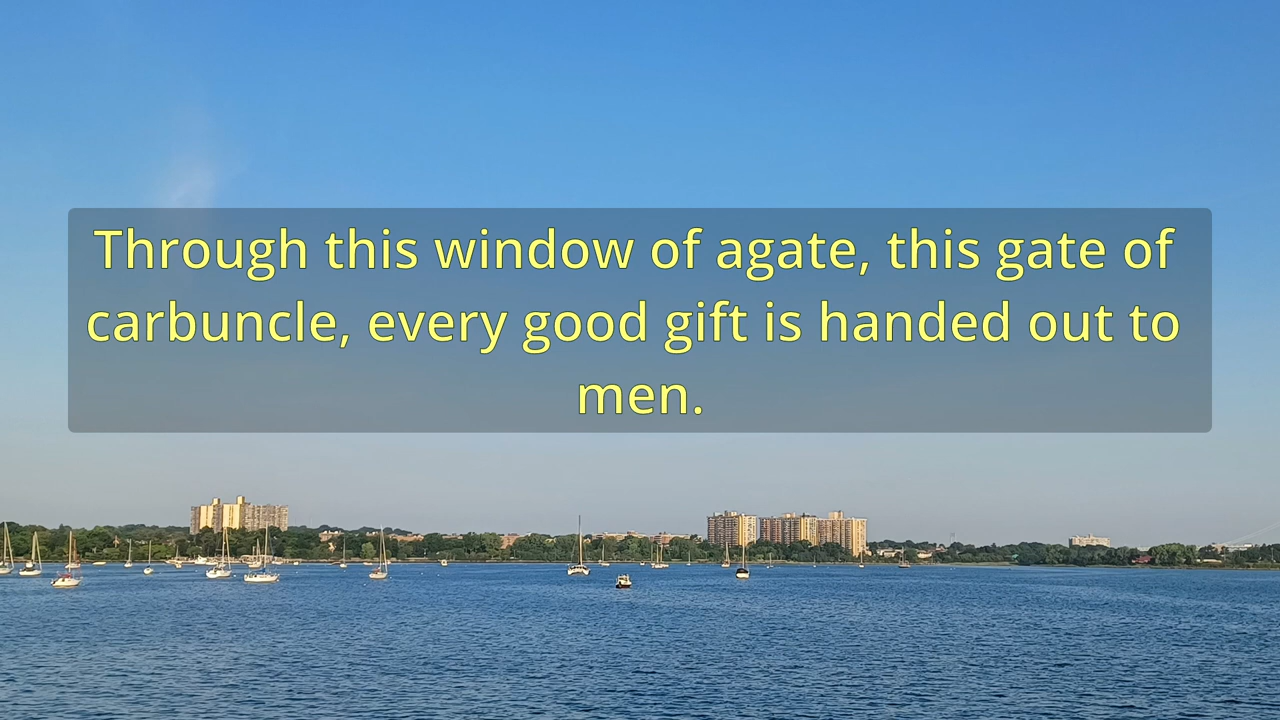 Through this window of agate, this gate of
carbuncle, every good gift is handed out to
men.